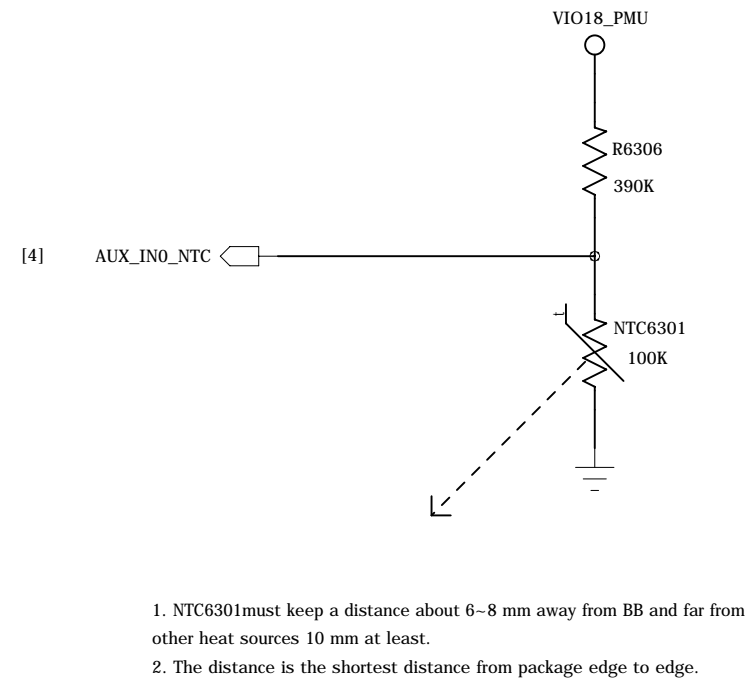 VIO18_PMU
R6306
390K
[4] AUX_IN0_NTC
t
NTC6301
100K
1. NTC6301must keep a distance about 6~8 mm away from BB and far from
other heat sources 10 mm at least.
2. The distance is the shortest distance from package edge to edge.